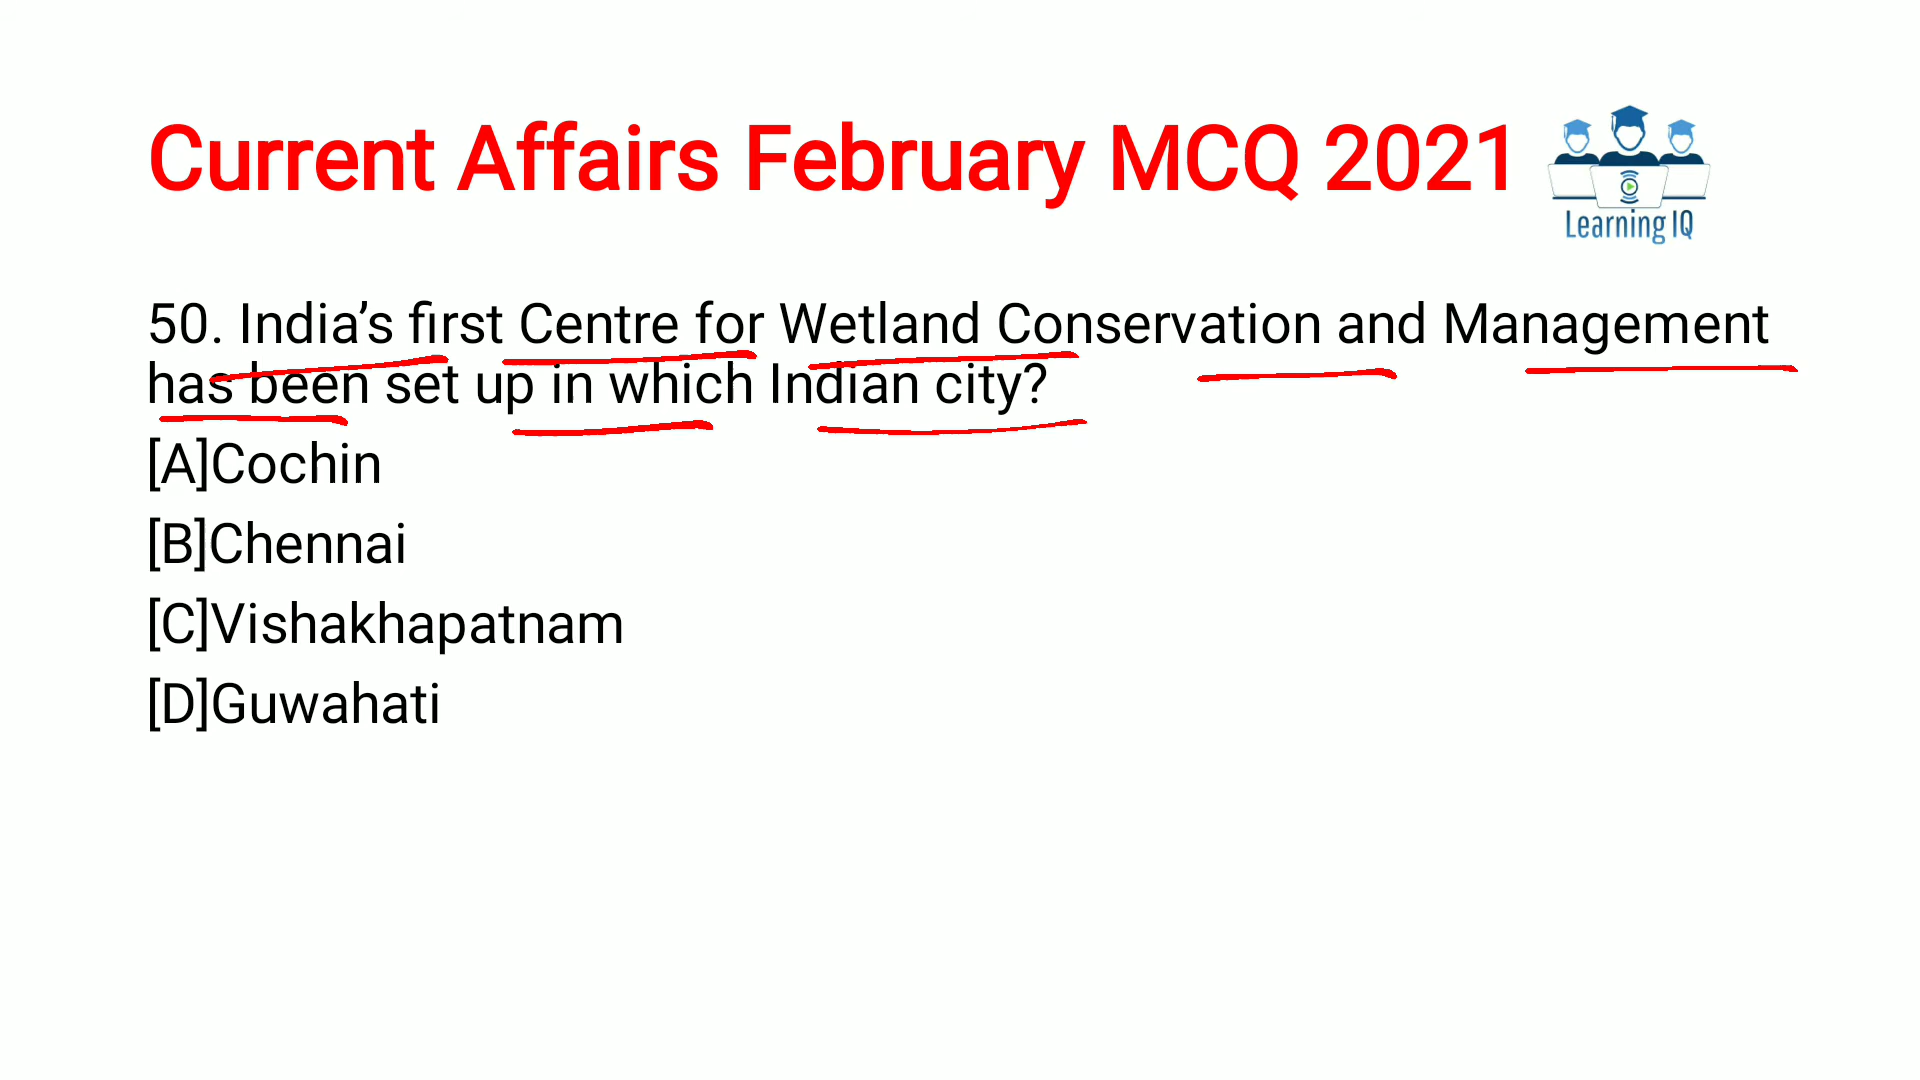 Current Affairs February MCQ 2021
Learning IQ
50. India’s first Centre for Wetland Conservation and Management
has been set up in which Indian city?
[A]Cochin
[B]Chennai
[C]Vishakhapatnam
[D]Guwahati